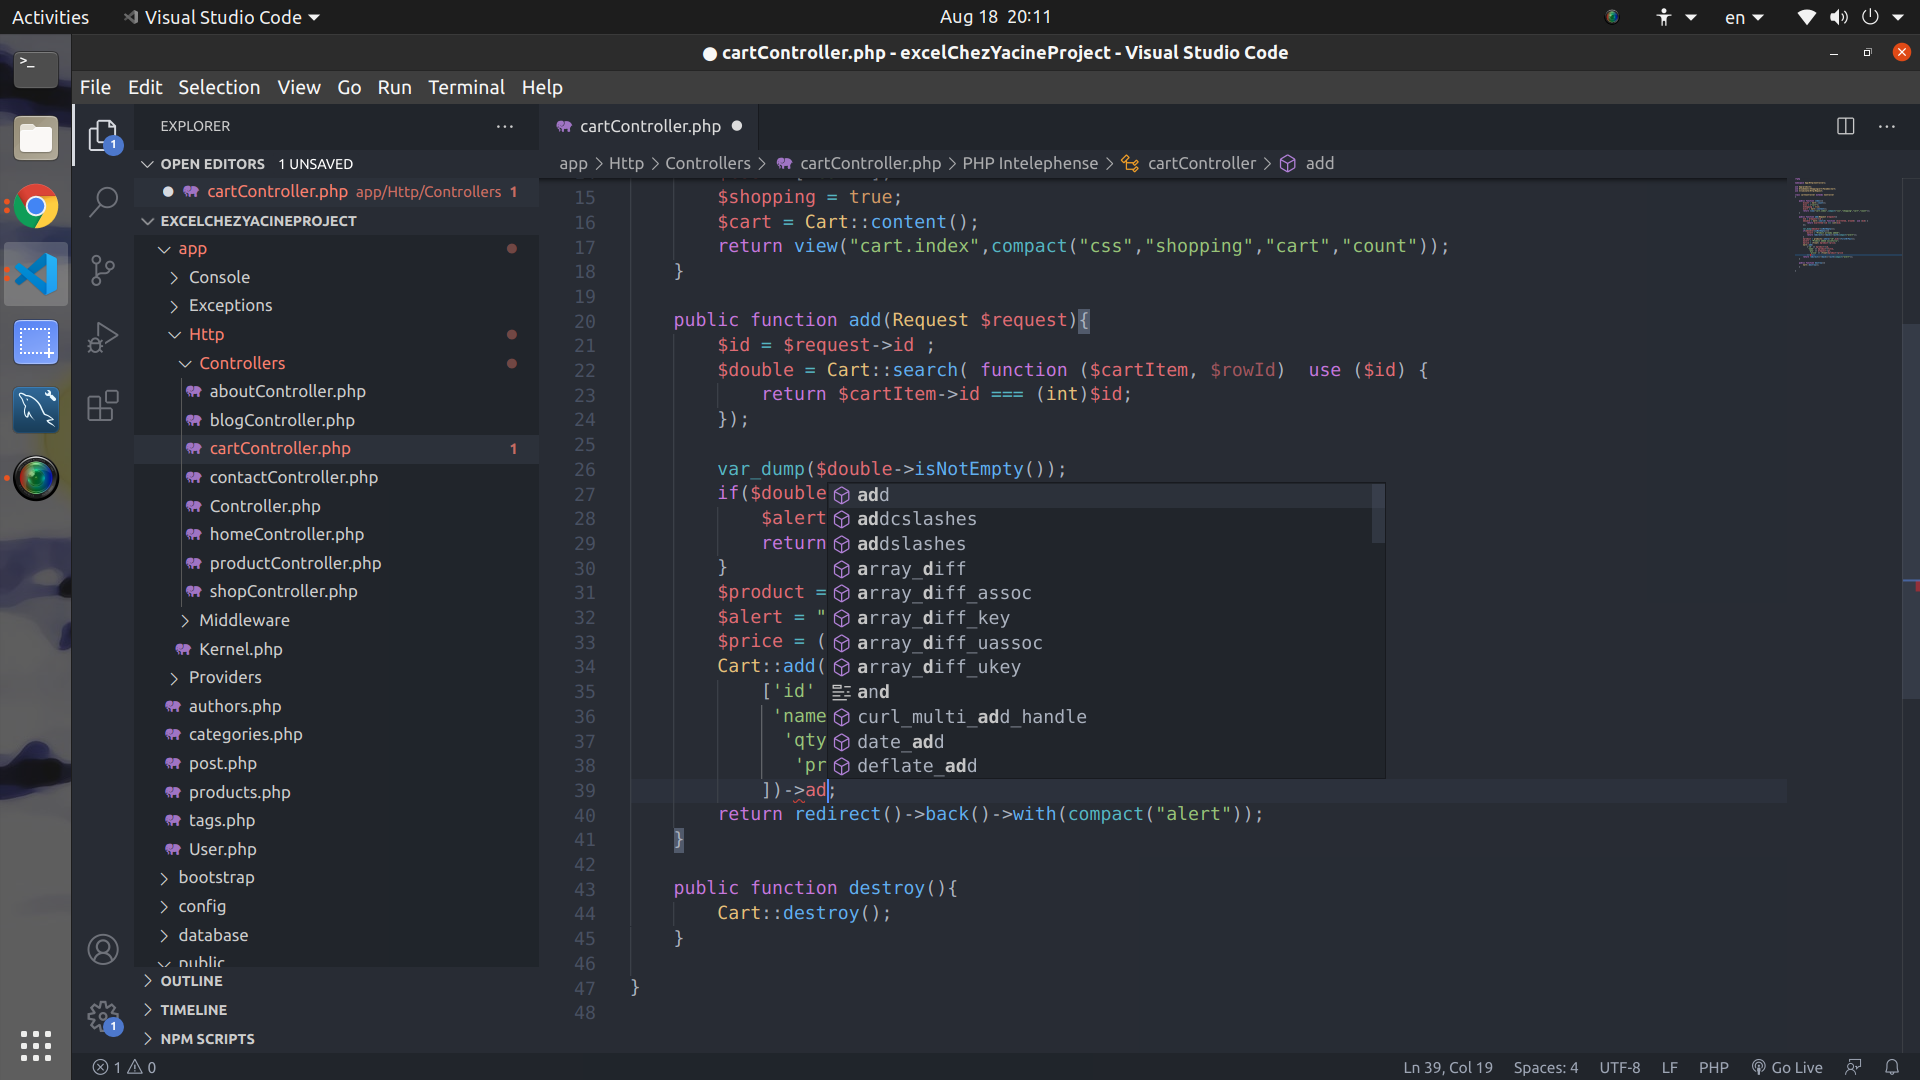 Activities
Visual Studio Code
Aug 18 20:11
en
cartController.php - excelChezYacineProject - Visual Studio Code
File Edit Selection View Go Run Terminal Help
EXPLORER
OPEN EDITORS 1 UNSAVED
cartController.php app/Http/Controllers 1
EXCELCHEZYACINEPROJECT
app
Console
Exceptions
Http
Controllers
aboutController.php
blogController.php
cartController.php 1
contactController.php
Controller.php
homeController.php
productController.php
shopController.php
Middleware
Kernel.php
Providers
authors.php
categories.php
post.php
products.php
tags.php
User.php
bootstrap
config
database
public
OUTLINE
TIMELINE
NPM SCRIPTS
1
1
cartController.php
app > Http > Controllers > cartController.php > PHP Intelephense > cartController > add
15 $shopping = true;
16 $cart = Cart::content();
17 return view("cart.index",compact("css","shopping","cart","count"));
18 }
19
20 public function add(Request $request){
21 $id = $request->id ;
22 $double = Cart::search( function ($cartItem, $rowId)  use ($id) {
23 return $cartItem->id === (int)$id;
24 });
25
26 var_dump($double->isNotEmpty());
27 if($double
28 $alert
29 return
30 }
31 $product =
32 $alert = "
33 $price = (
34 Cart::add(
35 ['id'
36 'name
37 'qty
38 'pr
39 ])->ad;
40 return redirect()->back()->with(compact("alert"));
41 }
42
43 public function destroy(){
44 Cart::destroy();
45 }
46
47 }
48
add
addcslashes
addslashes
array_diff
array_diff_assoc
array_diff_key
array_diff_uassoc
array_diff_ukey
and
curl_multi_add_handle
date_add
deflate_add
1 0
Ln 39, Col 19 Spaces: 4 UTF-8 LF PHP Go Live